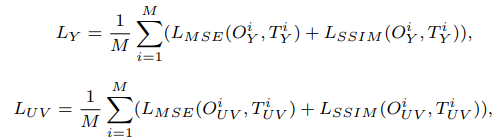 L_Y = \frac{1}{M} \sum_{i=1}^{M} (L_{MSE}(O_Y^i, T_Y^i) + L_{SSIM}(O_Y^i, T_Y^i)),
L_{UV} = \frac{1}{M} \sum_{i=1}^{M} (L_{MSE}(O_{UV}^i, T_{UV}^i) + L_{SSIM}(O_{UV}^i, T_{UV}^i)),